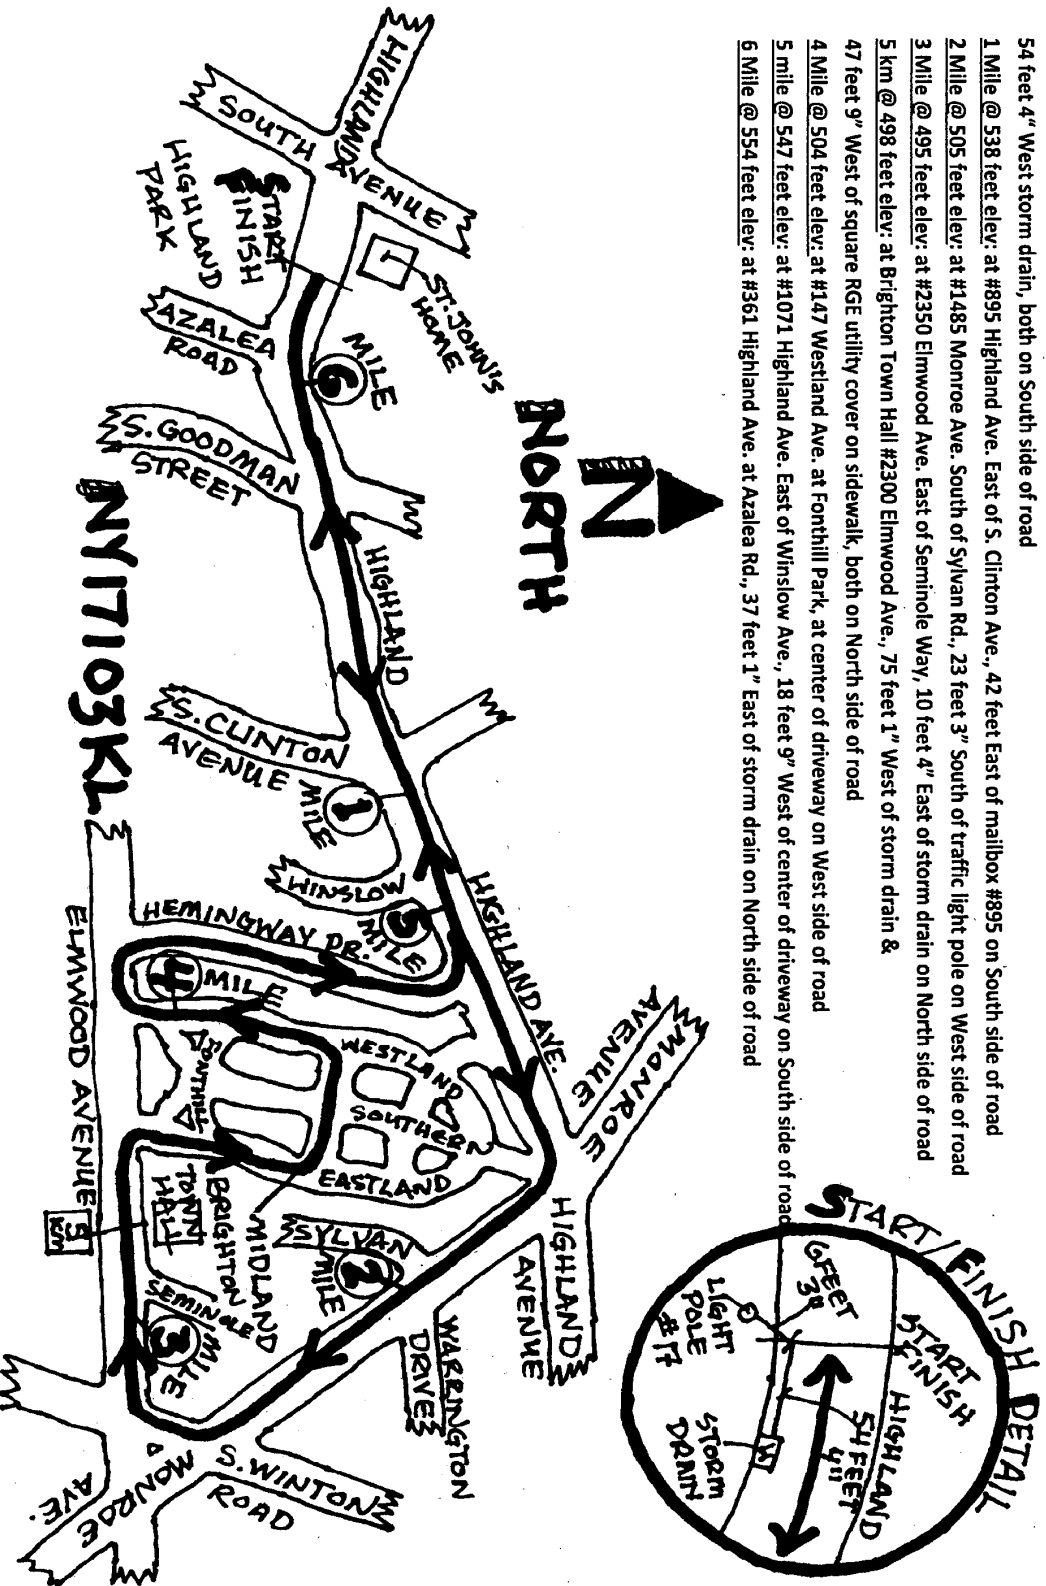 54 feet 4" West storm drain, both on South side of road
1 Mile @ 538 feet elev: at #895 Highland Ave. East of S. Clinton Ave., 42 feet East of mailbox #895 on South side of road
2 Mile @ 505 feet elev: at #1485 Monroe Ave. South of Sylvan Rd., 23 feet 3" South of traffic light pole on West side of road
3 Mile @ 495 feet elev: at #2350 Elmwood Ave. East of Seminole Way, 10 feet 4" East of storm drain on North side of road
5 km @ 498 feet elev: at Brighton Town Hall #2300 Elmwood Ave., 75 feet 1" West of storm drain &
47 feet 9" West of square RGE utility cover on sidewalk, both on North side of road
4 Mile @ 504 feet elev: at #147 Westland Ave. at Fonthill Park, at center of driveway on West side of road
5 mile @ 547 feet elev: at #1071 Highland Ave. East of Winslow Ave., 18 feet 9" West of center of driveway on South side of road
6 Mile @ 554 feet elev: at #361 Highland Ave. at Azalea Rd., 37 feet 1" East of storm drain on North side of road
START/FINISH DETAIL
START
FINISH
HIGHLAND
54 FEET
4"
6 FEET
3"
LIGHT
POLE
#17
STORM
DRAIN
N
NORTH
HIGHLAND
SOUTH AVENUE
ST. JOHN'S
HOME
START
FINISH
HIGHLAND
PARK
MILE
6
AZALEA
ROAD
S. GOODMAN
STREET
HIGHLAND
S. CLINTON
AVENUE
MILE
1
WINSLOW
5
MILE
HIGHLAND AVE.
MONROE
AVENUE
HEMINGWAY DR.
4
MILE
WESTLAND
SOUTHERN
EASTLAND
FONTHILL
HIGHLAND
AVENUE
SYLVAN
2
MILE
MIDLAND
BRIGHTON
TOWN
HALL
WARRINGTON
DRIVE
SEMINOLE
3
MILE
5
KM
ELMWOOD AVENUE
S. WINTON
ROAD
MONROE
AVE.
NY17103KL